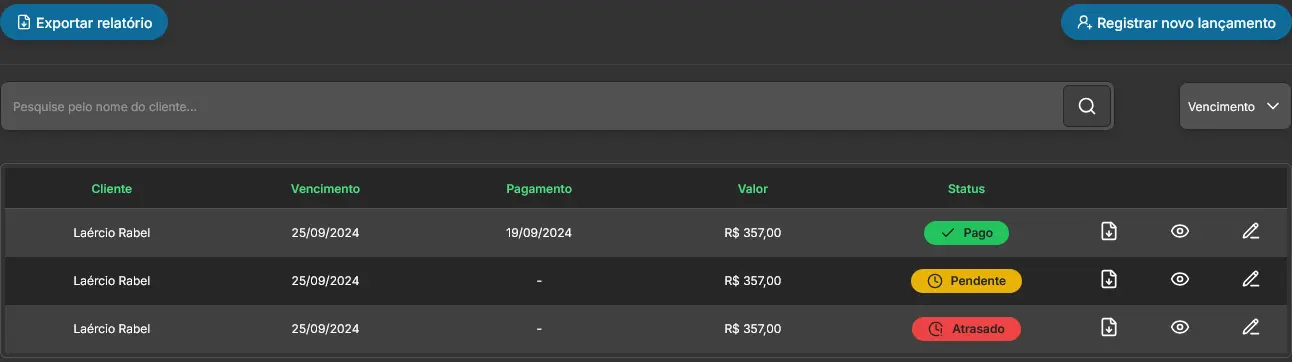 Exportar relatório
Registrar novo lançamento
Pesquise pelo nome do cliente...
Vencimento
Cliente Vencimento Pagamento Valor Status
Laércio Rabel 25/09/2024 19/09/2024 R$ 357,00 Pago
Laércio Rabel 25/09/2024 - R$ 357,00 Pendente
Laércio Rabel 25/09/2024 - R$ 357,00 Atrasado